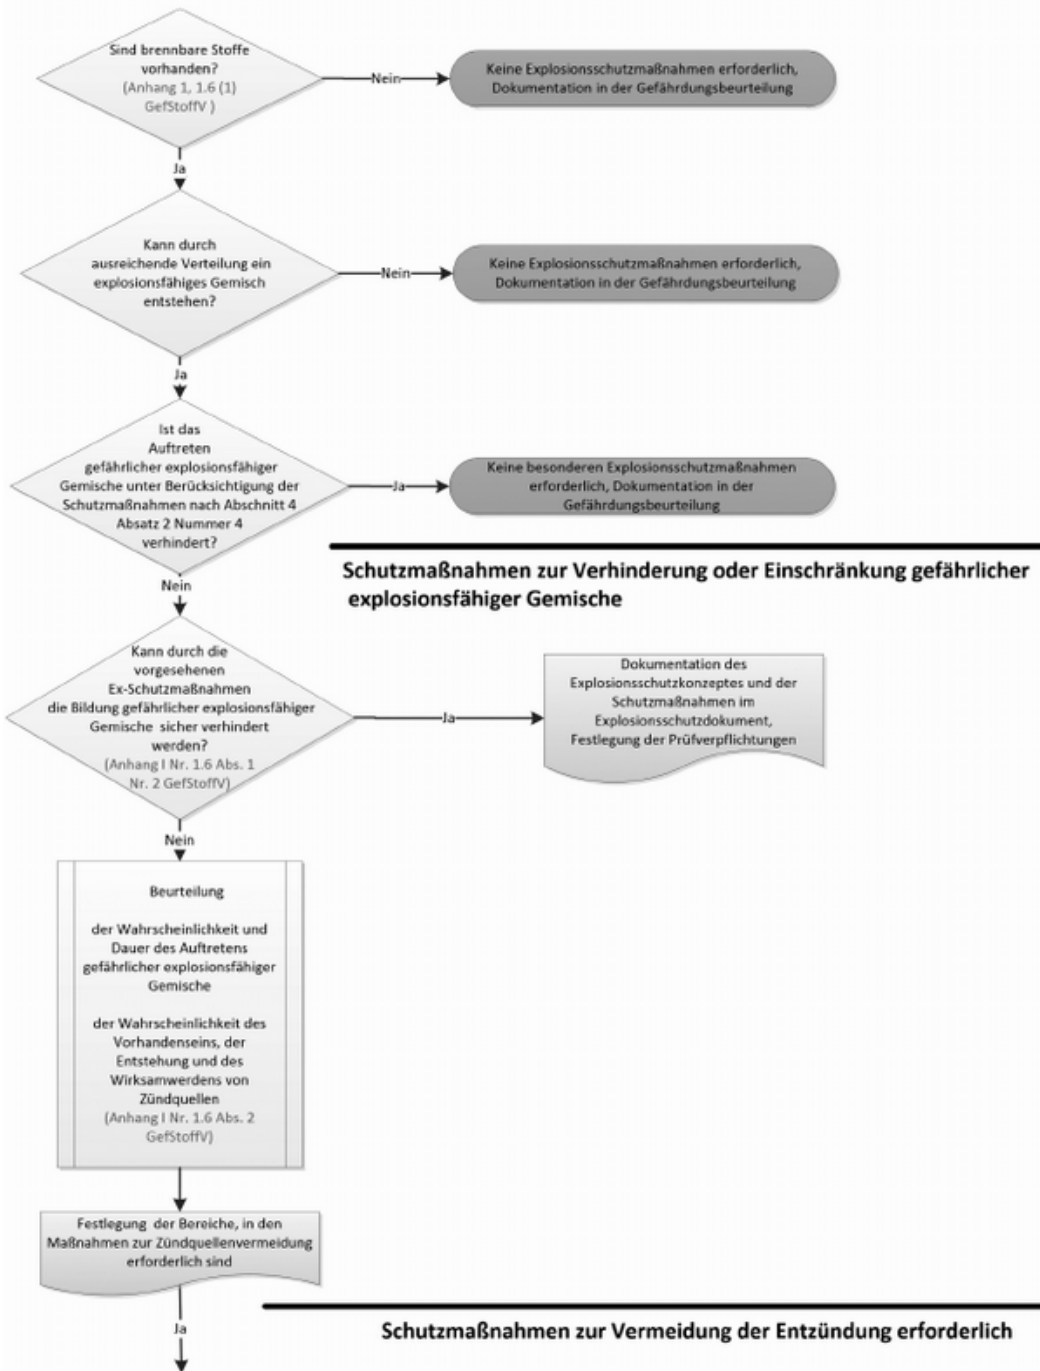 Sind brennbare Stoffe
vorhanden?
(Anhang 1, 1.6 (1)
GefStoffV )
Nein
Keine Explosionsschutzmaßnahmen erforderlich,
Dokumentation in der Gefährdungsbeurteilung
Ja
Kann durch
ausreichende Verteilung ein
explosionsfähiges Gemisch
entstehen?
Nein
Keine Explosionsschutzmaßnahmen erforderlich,
Dokumentation in der Gefährdungsbeurteilung
Ja
Ist das
Auftreten
gefährlicher explosionsfähiger
Gemische unter Berücksichtigung der
Schutzmaßnahmen nach Abschnitt 4
Absatz 2 Nummer 4
verhindert?
Ja
Keine besonderen Explosionsschutzmaßnahmen
erforderlich, Dokumentation in der
Gefährdungsbeurteilung
Schutzmaßnahmen zur Verhinderung oder Einschränkung gefährlicher
explosionsfähiger Gemische
Nein
Kann durch die
vorgesehenen
Ex-Schutzmaßnahmen
die Bildung gefährlicher explosionsfähiger
Gemische sicher verhindert
werden?
(Anhang I Nr. 1.6 Abs. 1
Nr. 2 GefStoffV)
Ja
Dokumentation des
Explosionsschutzkonzeptes und der
Schutzmaßnahmen im
Explosionsschutzdokument,
Festlegung der Prüfverpflichtungen
Nein
Beurteilung
der Wahrscheinlichkeit und
Dauer des Auftretens
gefährlicher explosionsfähiger
Gemische
der Wahrscheinlichkeit des
Vorhandenseins, der
Entstehung und des
Wirksamwerdens von
Zündquellen
(Anhang I Nr. 1.6 Abs. 2
GefStoffV)
Festlegung der Bereiche, in den
Maßnahmen zur Zündquellenvermeidung
erforderlich sind
Ja
Schutzmaßnahmen zur Vermeidung der Entzündung erforderlich